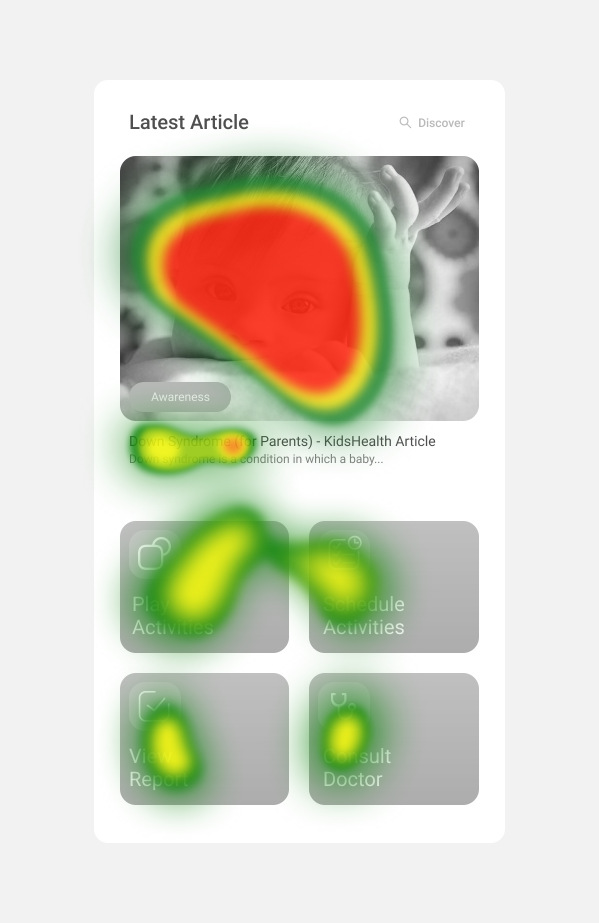 Latest Article
Discover
Awareness
Down Syndrome (for Parents) - KidsHealth Article
Down syndrome is a condition in which a baby...
Play
Activities
Schedule
Activities
View
Report
Consult
Doctor